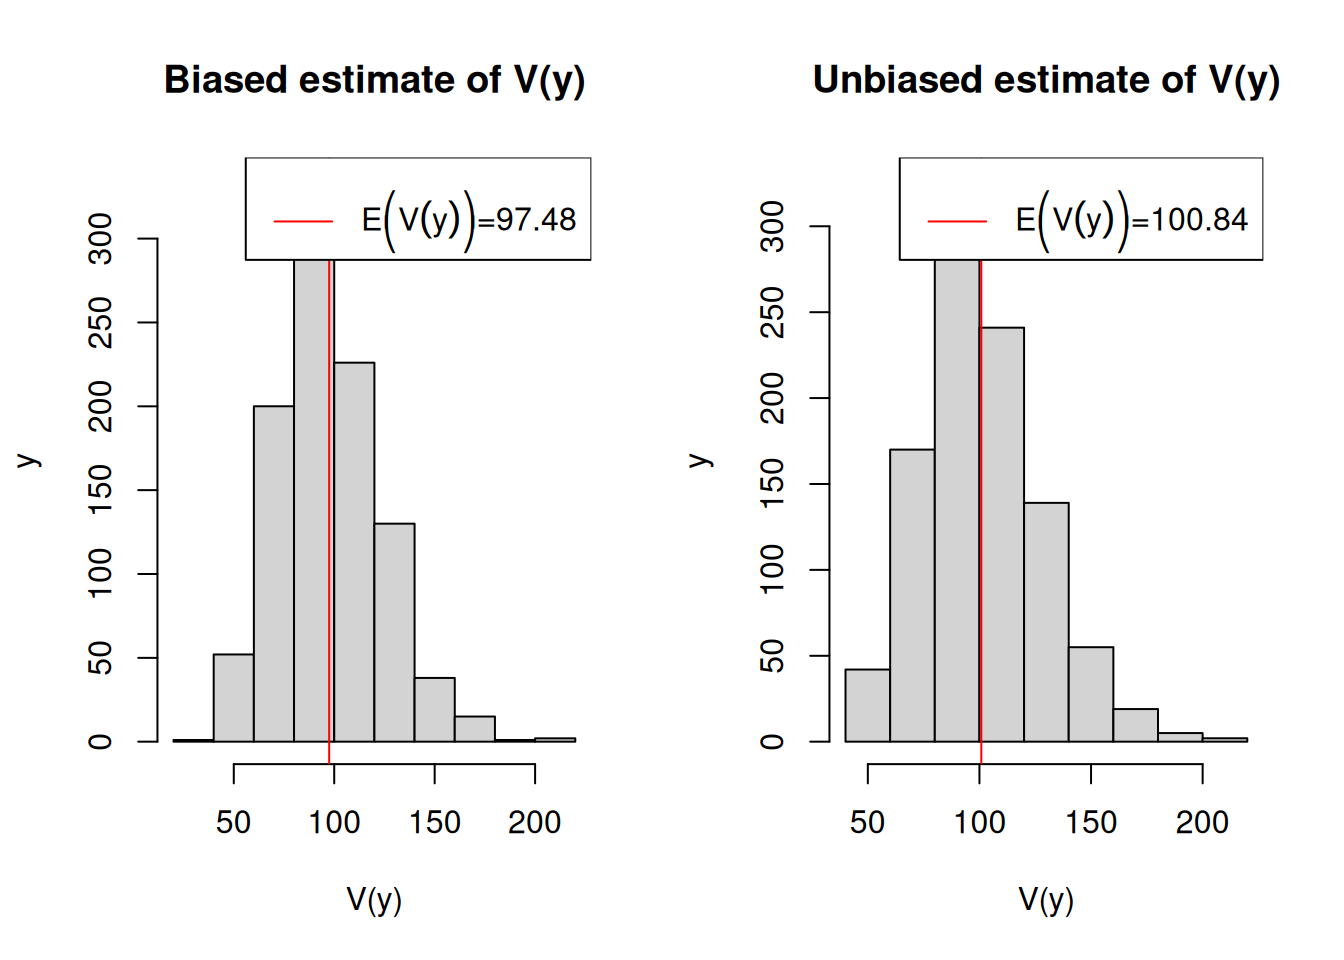 Biased estimate of V(y)
E(V(y))=97.48
y
0 50 100 150 200 250 300
50 100 150 200
V(y)
Unbiased estimate of V(y)
E(V(y))=100.84
y
0 50 100 150 200 250 300
50 100 150 200
V(y)